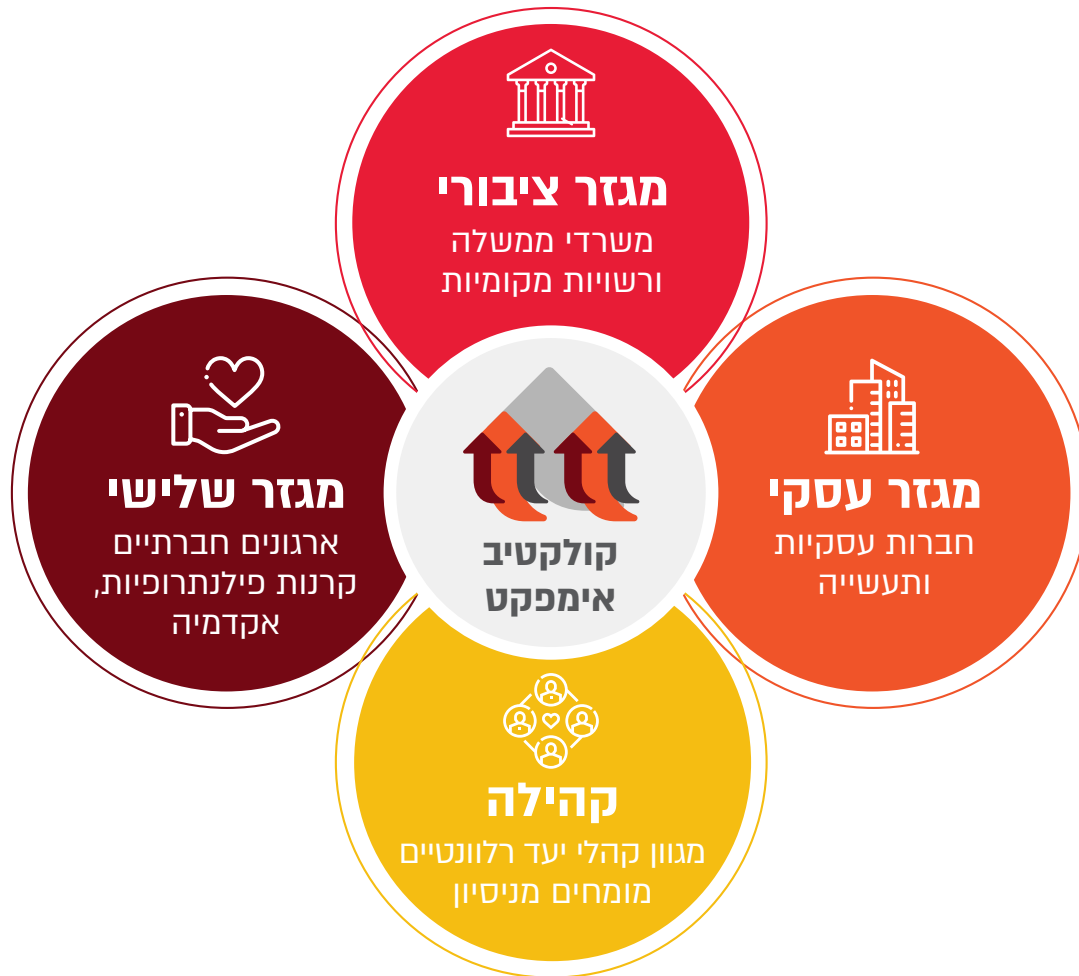 מגזר ציבורי
משרדי ממשלה
ורשויות מקומיות
מגזר עסקי
חברות עסקיות
ותעשייה
קולקטיב
אימפקט
מגזר שלישי
ארגונים חברתיים
קרנות פילנתרופיות,
אקדמיה
קהילה
מגוון קהלי יעד רלוונטיים
מומחים מניסיון